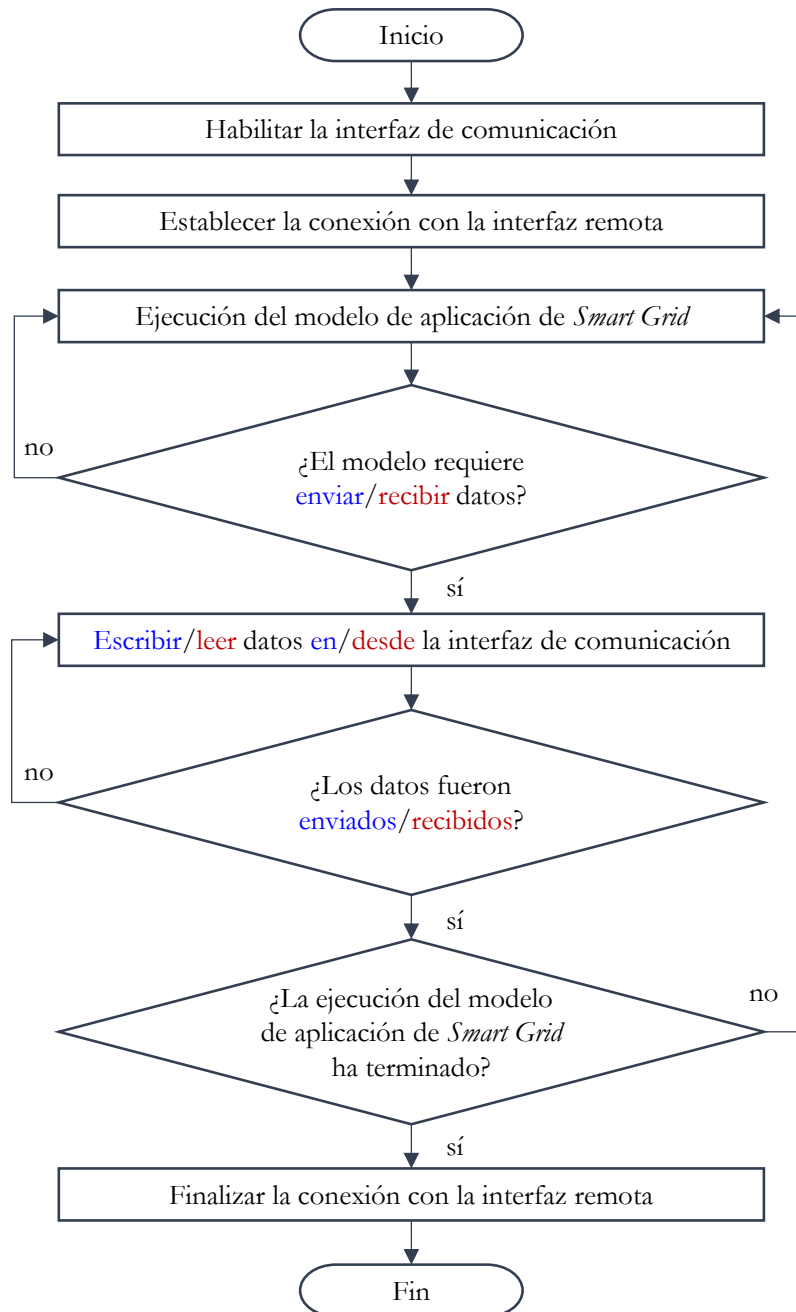 Inicio
Habilitar la interfaz de comunicación
Establecer la conexión con la interfaz remota
Ejecución del modelo de aplicación de Smart Grid
no
¿El modelo requiere
enviar/recibir datos?
sí
Escribir/leer datos en/desde la interfaz de comunicación
no
¿Los datos fueron
enviados/recibidos?
sí
¿La ejecución del modelo
de aplicación de Smart Grid
ha terminado?
no
sí
Finalizar la conexión con la interfaz remota
Fin